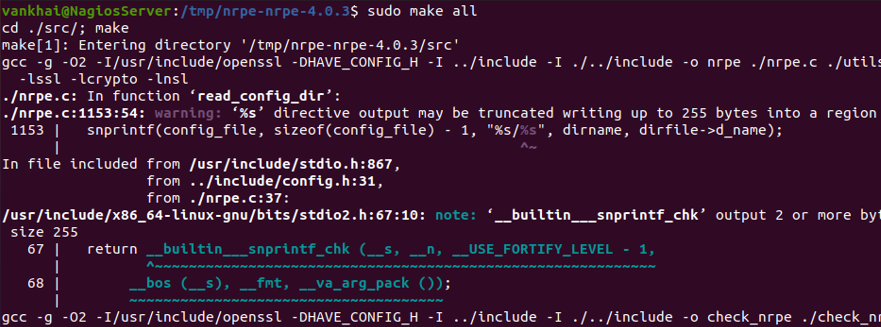 vankhai@NagiosServer:/tmp/nrpe-nrpe-4.0.3$ sudo make all
cd ./src/; make
make[1]: Entering directory '/tmp/nrpe-nrpe-4.0.3/src'
gcc -g -O2 -I/usr/include/openssl -DHAVE_CONFIG_H -I ../include -I ./../include -o nrpe ./nrpe.c ./utils
  -lssl -lcrypto -lnsl
./nrpe.c: In function ‘read_config_dir’:
./nrpe.c:1153:54: warning: ‘%s’ directive output may be truncated writing up to 255 bytes into a region
 1153 |   snprintf(config_file, sizeof(config_file) - 1, "%s/%s", dirname, dirfile->d_name);
      |                                                      ^~
In file included from /usr/include/stdio.h:867,
                 from ../include/config.h:31,
                 from ./nrpe.c:37:
/usr/include/x86_64-linux-gnu/bits/stdio2.h:67:10: note: ‘__builtin___snprintf_chk’ output 2 or more byt
 size 255
   67 |   return __builtin___snprintf_chk (__s, __n, __USE_FORTIFY_LEVEL - 1,
      |          ^~~~~~~~~~~~~~~~~~~~~~~~~~~~~~~~~~~~~~~~~~~~~~~~~~~~~~~~~~~~
   68 |        __bos (__s), __fmt, __va_arg_pack ());
      |        ~~~~~~~~~~~~~~~~~~~~~~~~~~~~~~~~~~~~~
gcc -g -O2 -I/usr/include/openssl -DHAVE_CONFIG_H -I ../include -I ./../include -o check_nrpe ./check_nr